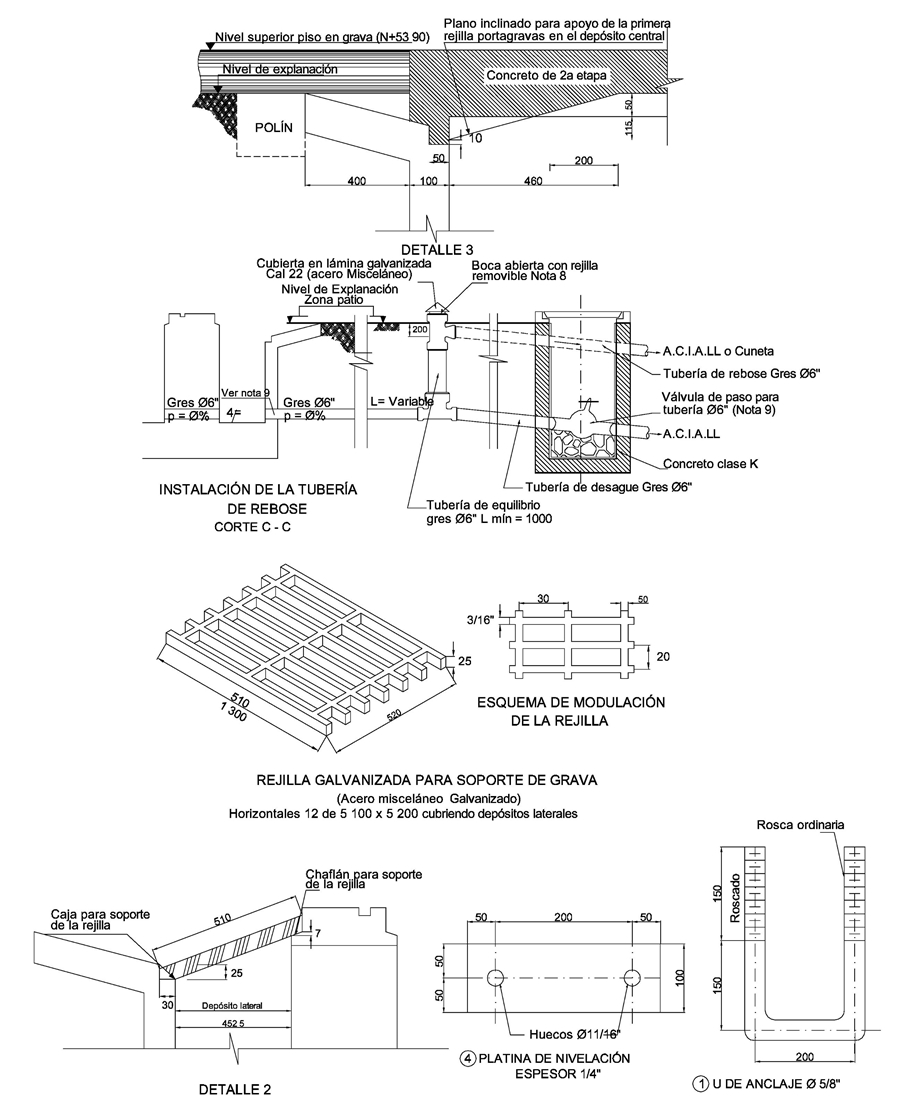 Plano inclinado para apoyo de la primera
rejilla portagravas en el depósito central
Nivel superior piso en grava (N+53 90)
Nivel de explanación
Concreto de 2a etapa
POLÍN
50
115
10
50
200
400
100
460
DETALLE 3
Cubierta en lámina galvanizada
Cal 22 (acero Misceláneo)
Boca abierta con rejilla
removible Nota 8
Nivel de Explanación
Zona patio
200
A.C.I.A.LL o Cuneta
Tubería de rebose Gres Ø6"
Ver nota 9
Gres Ø6"
p = Ø%
4
Gres Ø6"
p = Ø%
L= Variable
Válvula de paso para
tubería Ø6" (Nota 9)
A.C.I.A.LL
Concreto clase K
Tubería de desague Gres Ø6"
INSTALACIÓN DE LA TUBERÍA
DE REBOSE
CORTE C - C
Tubería de equilibrio
gres Ø6" L mín = 1000
30
50
3/16"
20
25
510
1 300
520
ESQUEMA DE MODULACIÓN
DE LA REJILLA
REJILLA GALVANIZADA PARA SOPORTE DE GRAVA
(Acero misceláneo Galvanizado)
Horizontales 12 de 5 100 x 5 200 cubriendo depósitos laterales
Rosca ordinaria
Chaflán para soporte
de la rejilla
Caja para soporte
de la rejilla
510
7
25
30
Depósito lateral
452 5
DETALLE 2
50
200
50
50
50
100
Huecos Ø11/16"
4 PLATINA DE NIVELACIÓN
ESPESOR 1/4"
150
Roscado
150
200
1 U DE ANCLAJE Ø 5/8"